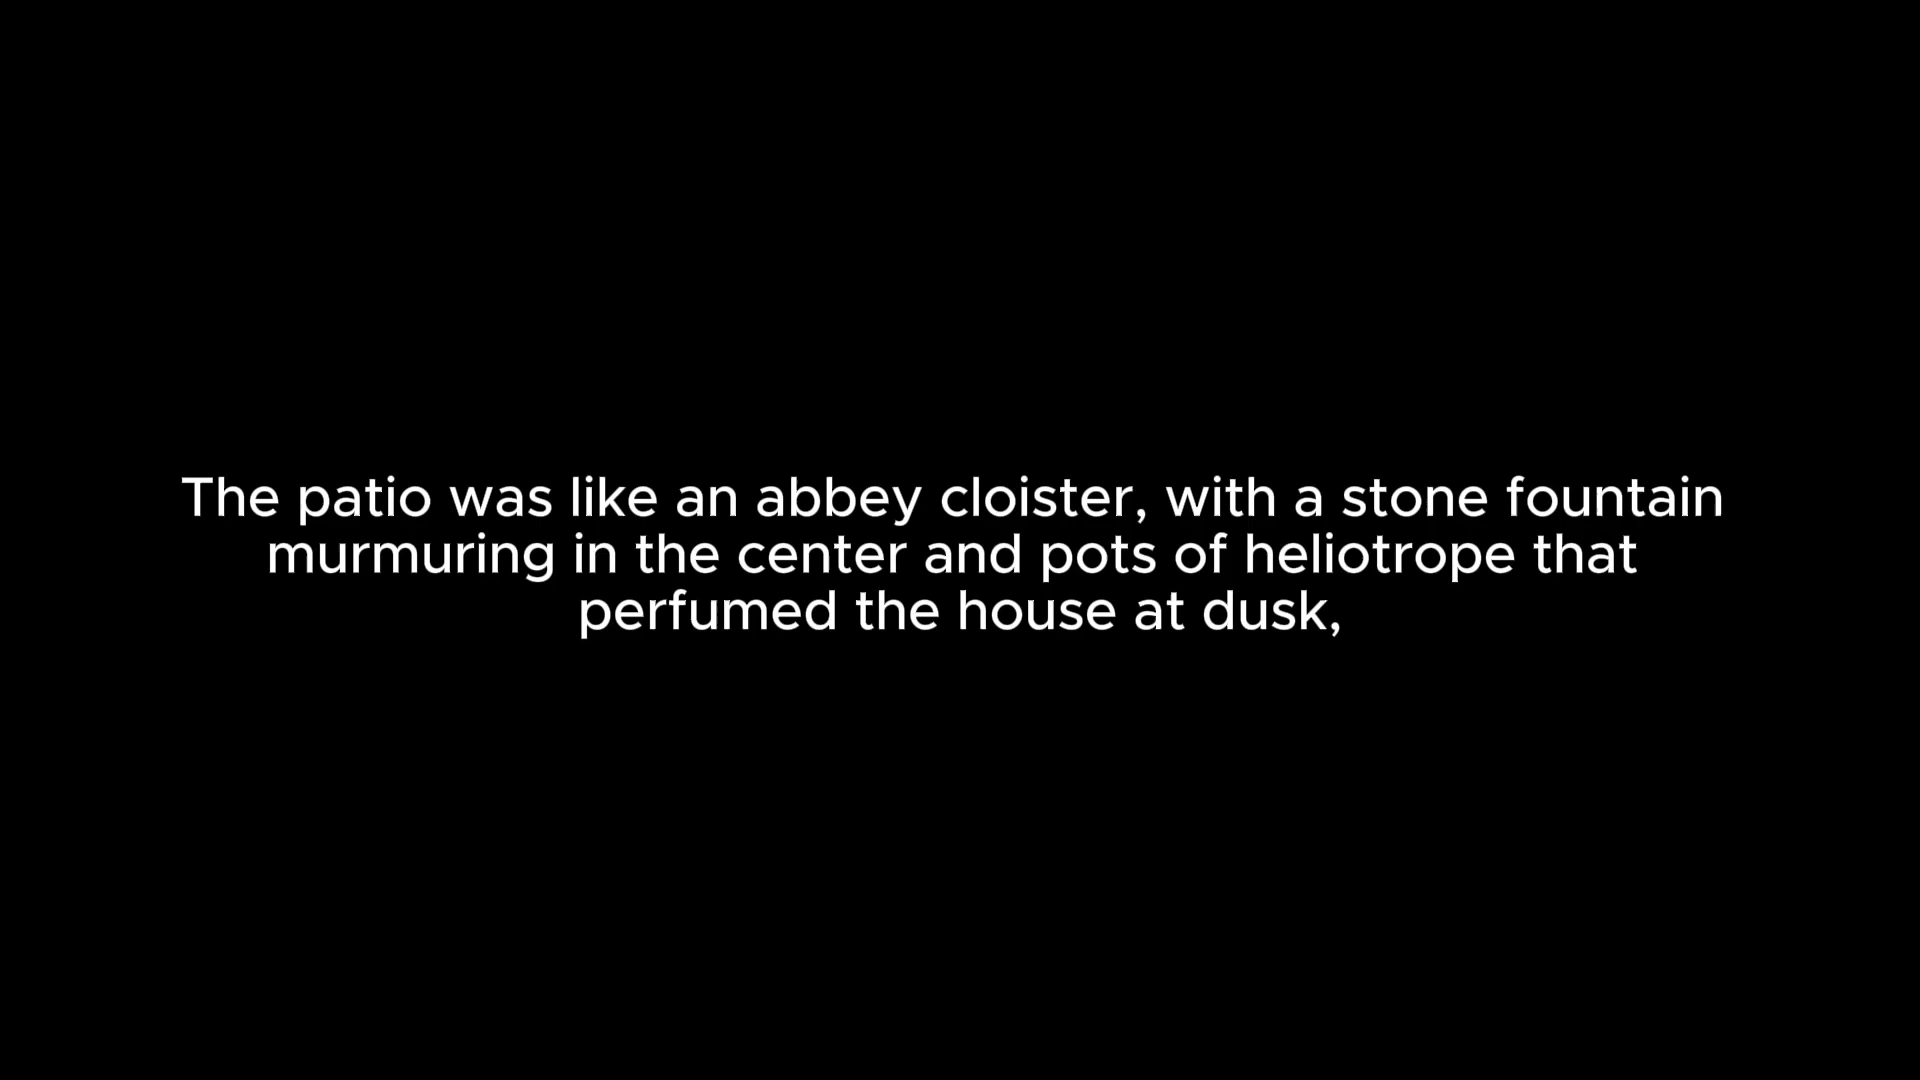 The patio was like an abbey cloister, with a stone fountain
murmuring in the center and pots of heliotrope that
perfumed the house at dusk,